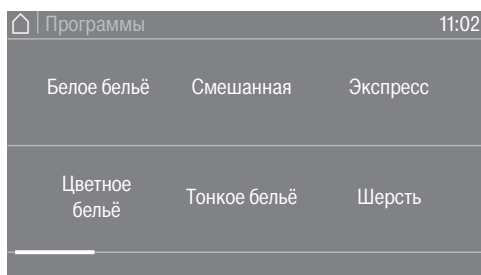 Программы 11:02
Белое бельё Смешанная Экспресс
Цветное
бельё Тонкое бельё Шерсть